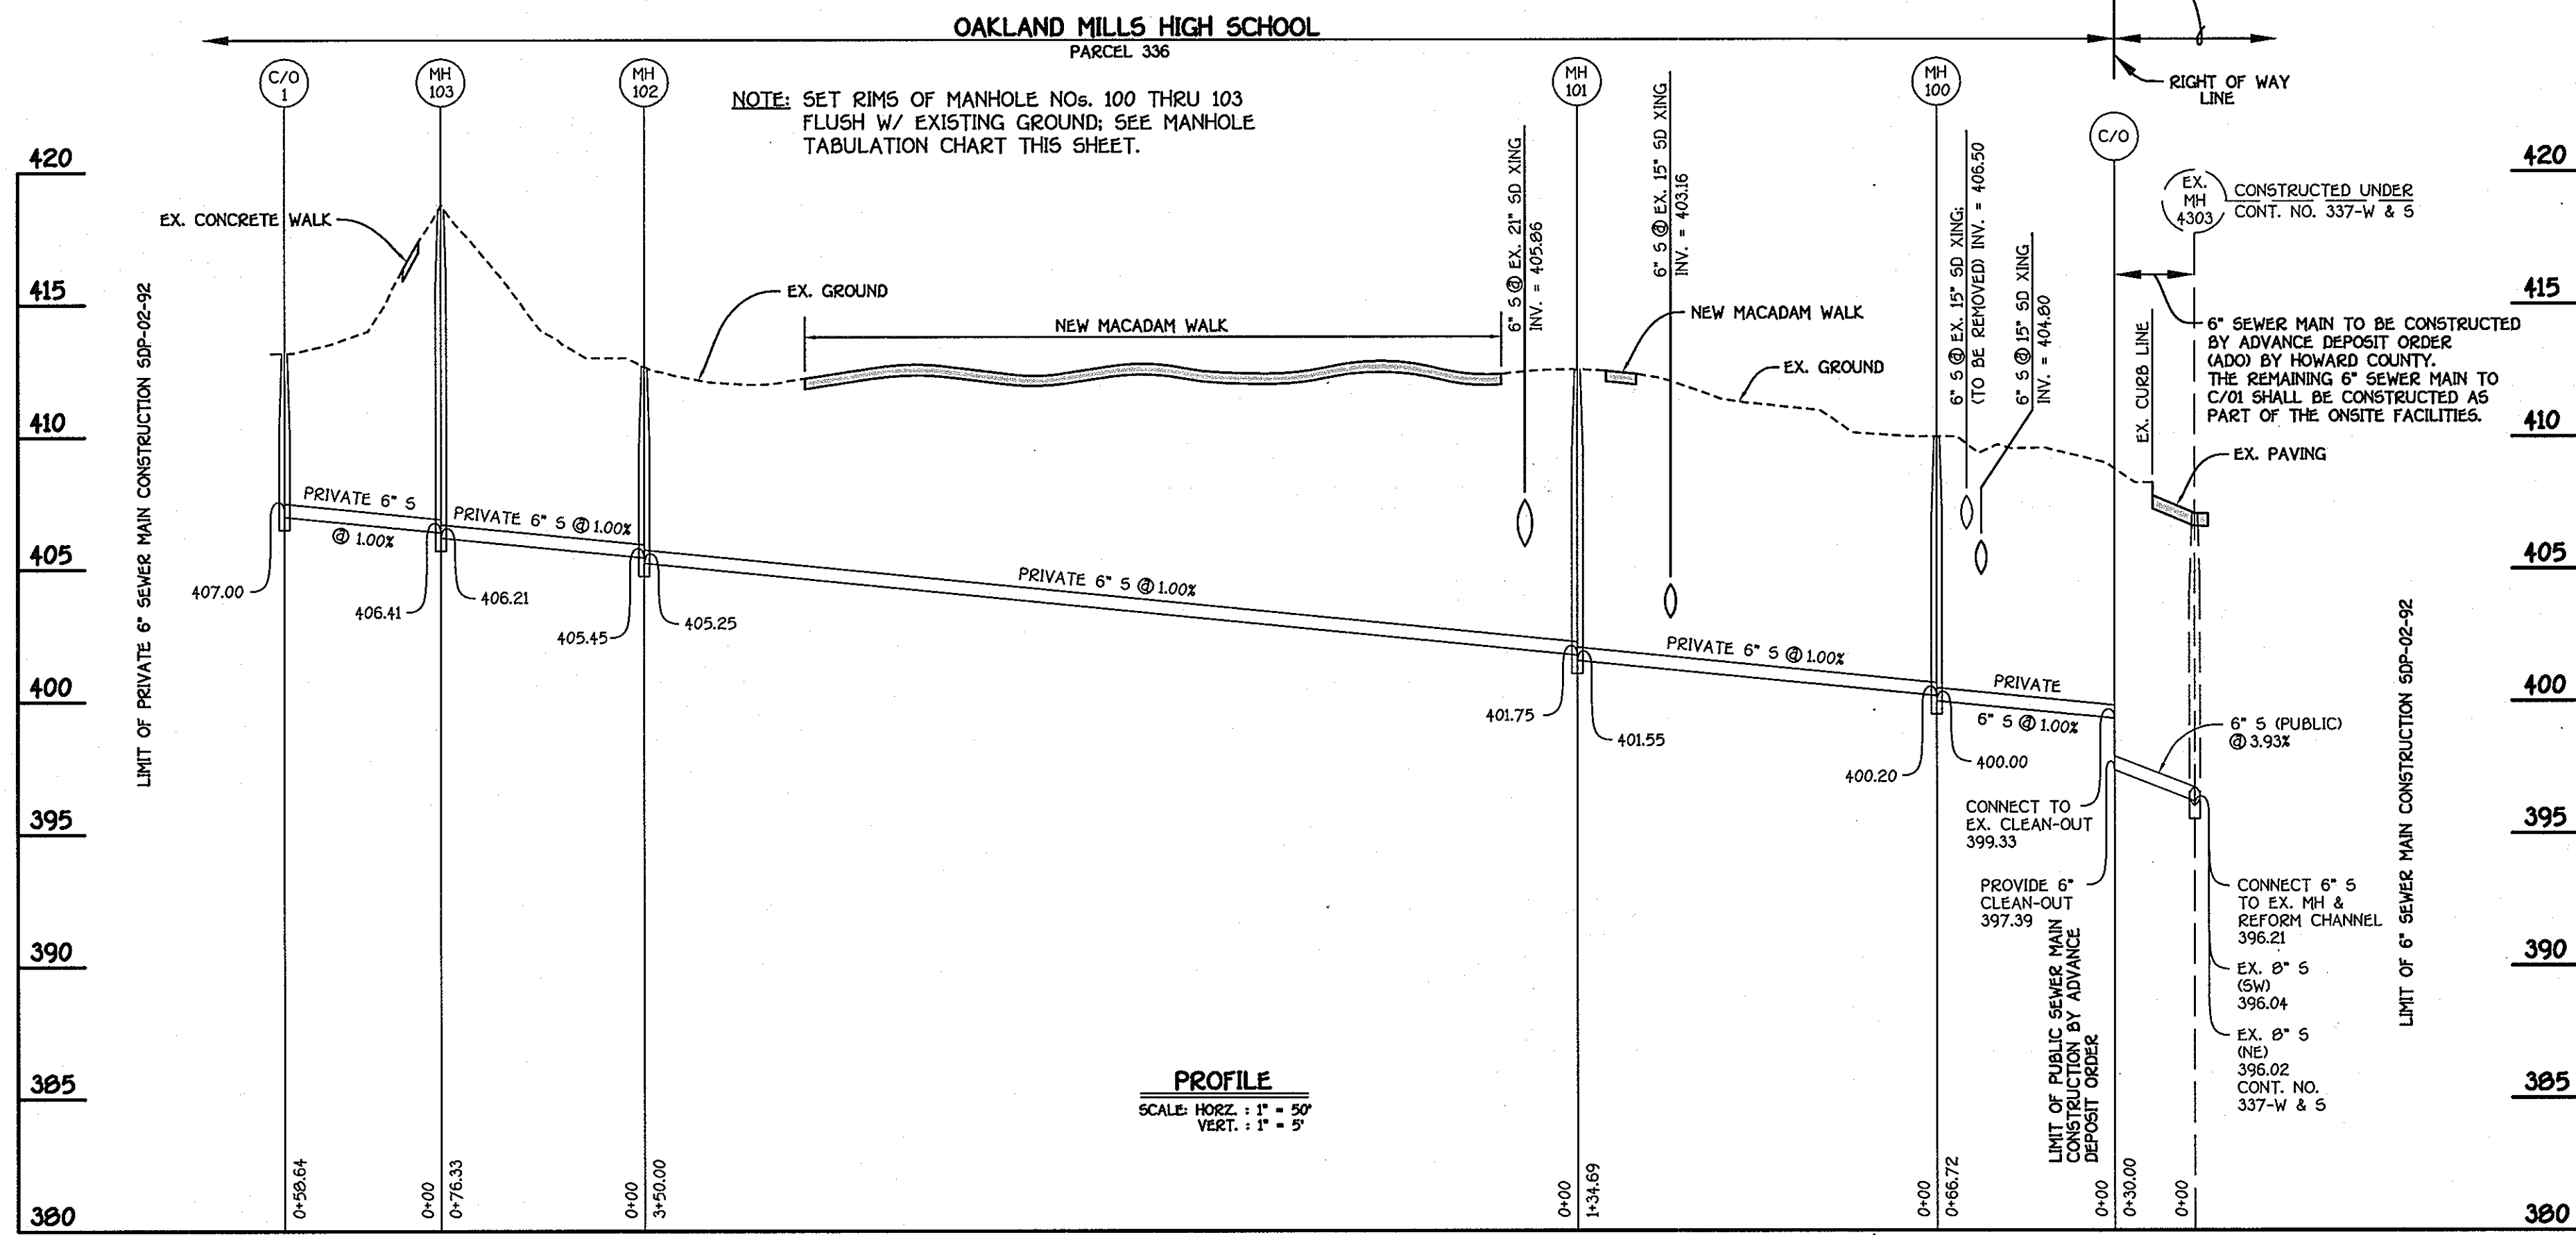 OAKLAND MILLS HIGH SCHOOL
PARCEL 336
C/O
1
MH
103
MH
102
NOTE: SET RIMS OF MANHOLE NOs. 100 THRU 103
FLUSH W/ EXISTING GROUND; SEE MANHOLE
TABULATION CHART THIS SHEET.
MH
101
MH
100
C/O
RIGHT OF WAY
LINE
EX.
MH
4303
CONSTRUCTED UNDER
CONT. NO. 337-W & S
420
415
410
405
400
395
390
385
380
LIMIT OF PRIVATE 6" SEWER MAIN CONSTRUCTION SDP-02-92
EX. CONCRETE WALK
EX. GROUND
NEW MACADAM WALK
6" S @ EX. 21" SD XING
INV. = 405.86
6" S @ EX. 15" SD XING
INV. = 403.16
NEW MACADAM WALK
EX. GROUND
6" S @ EX. 15" SD XING;
(TO BE REMOVED) INV. = 406.50
6" S @ 15" SD XING
INV. = 404.80
EX. CURB LINE
6" SEWER MAIN TO BE CONSTRUCTED
BY ADVANCE DEPOSIT ORDER
(ADO) BY HOWARD COUNTY.
THE REMAINING 6" SEWER MAIN TO
C/O1 SHALL BE CONSTRUCTED AS
PART OF THE ONSITE FACILITIES.
EX. PAVING
PRIVATE 6" S
@ 1.00%
PRIVATE 6" S @ 1.00%
PRIVATE 6" S @ 1.00%
PRIVATE 6" S @ 1.00%
PRIVATE
6" S @ 1.00%
407.00
406.41
406.21
405.45
405.25
401.75
401.55
400.20
400.00
6" S (PUBLIC)
@ 3.93%
CONNECT TO
EX. CLEAN-OUT
399.33
PROVIDE 6"
CLEAN-OUT
397.39
LIMIT OF PUBLIC SEWER MAIN
CONSTRUCTION BY ADVANCE
DEPOSIT ORDER
CONNECT 6" S
TO EX. MH &
REFORM CHANNEL
396.21
EX. 8" S
(SW)
396.04
EX. 8" S
(NE)
396.02
CONT. NO.
337-W & S
LIMIT OF 6" SEWER MAIN CONSTRUCTION SDP-02-92
420
415
410
405
400
395
390
385
380
PROFILE
SCALE: HORZ. : 1" = 50'
VERT. : 1" = 5'
0+58.64
0+00
0+76.33
0+00
3+50.00
0+00
1+34.69
0+00
0+66.72
0+00
0+30.00
0+00